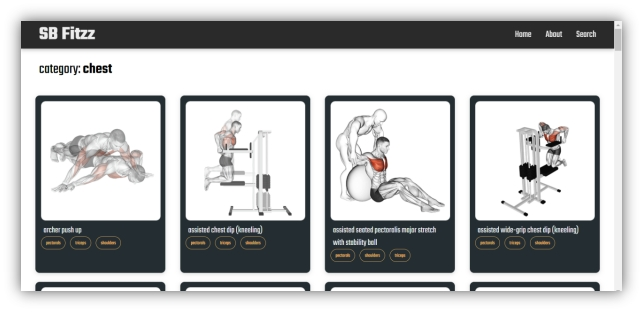 SB Fitzz
Home About Search
category: chest
archer push up
pectorals triceps shoulders
assisted chest dip (kneeling)
pectorals triceps shoulders
assisted seated pectoralis major stretch
with stability ball
pectorals shoulders triceps
assisted wide-grip chest dip (kneeling)
pectorals triceps shoulders